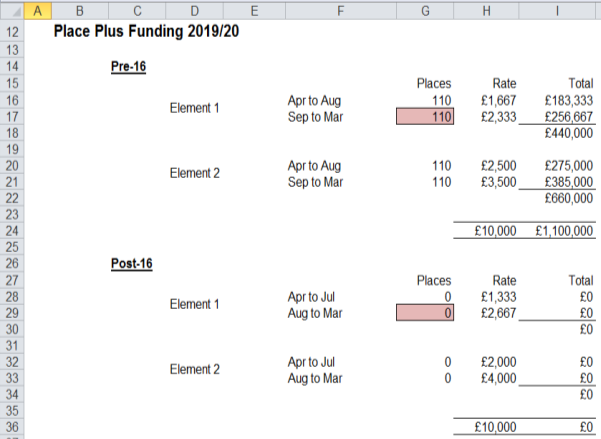 A B C D E F G H I
12 Place Plus Funding 2019/20
13
14 Pre-16
15 Places Rate Total
16 Element 1 Apr to Aug 110 £1,667 £183,333
17 Sep to Mar 110 £2,333 £256,667
18 £440,000
19
20 Element 2 Apr to Aug 110 £2,500 £275,000
21 Sep to Mar 110 £3,500 £385,000
22 £660,000
23
24 £10,000 £1,100,000
25
26 Post-16
27 Places Rate Total
28 Element 1 Apr to Jul 0 £1,333 £0
29 Aug to Mar 0 £2,667 £0
30 £0
31
32 Element 2 Apr to Jul 0 £2,000 £0
33 Aug to Mar 0 £4,000 £0
34 £0
35
36 £10,000 £0